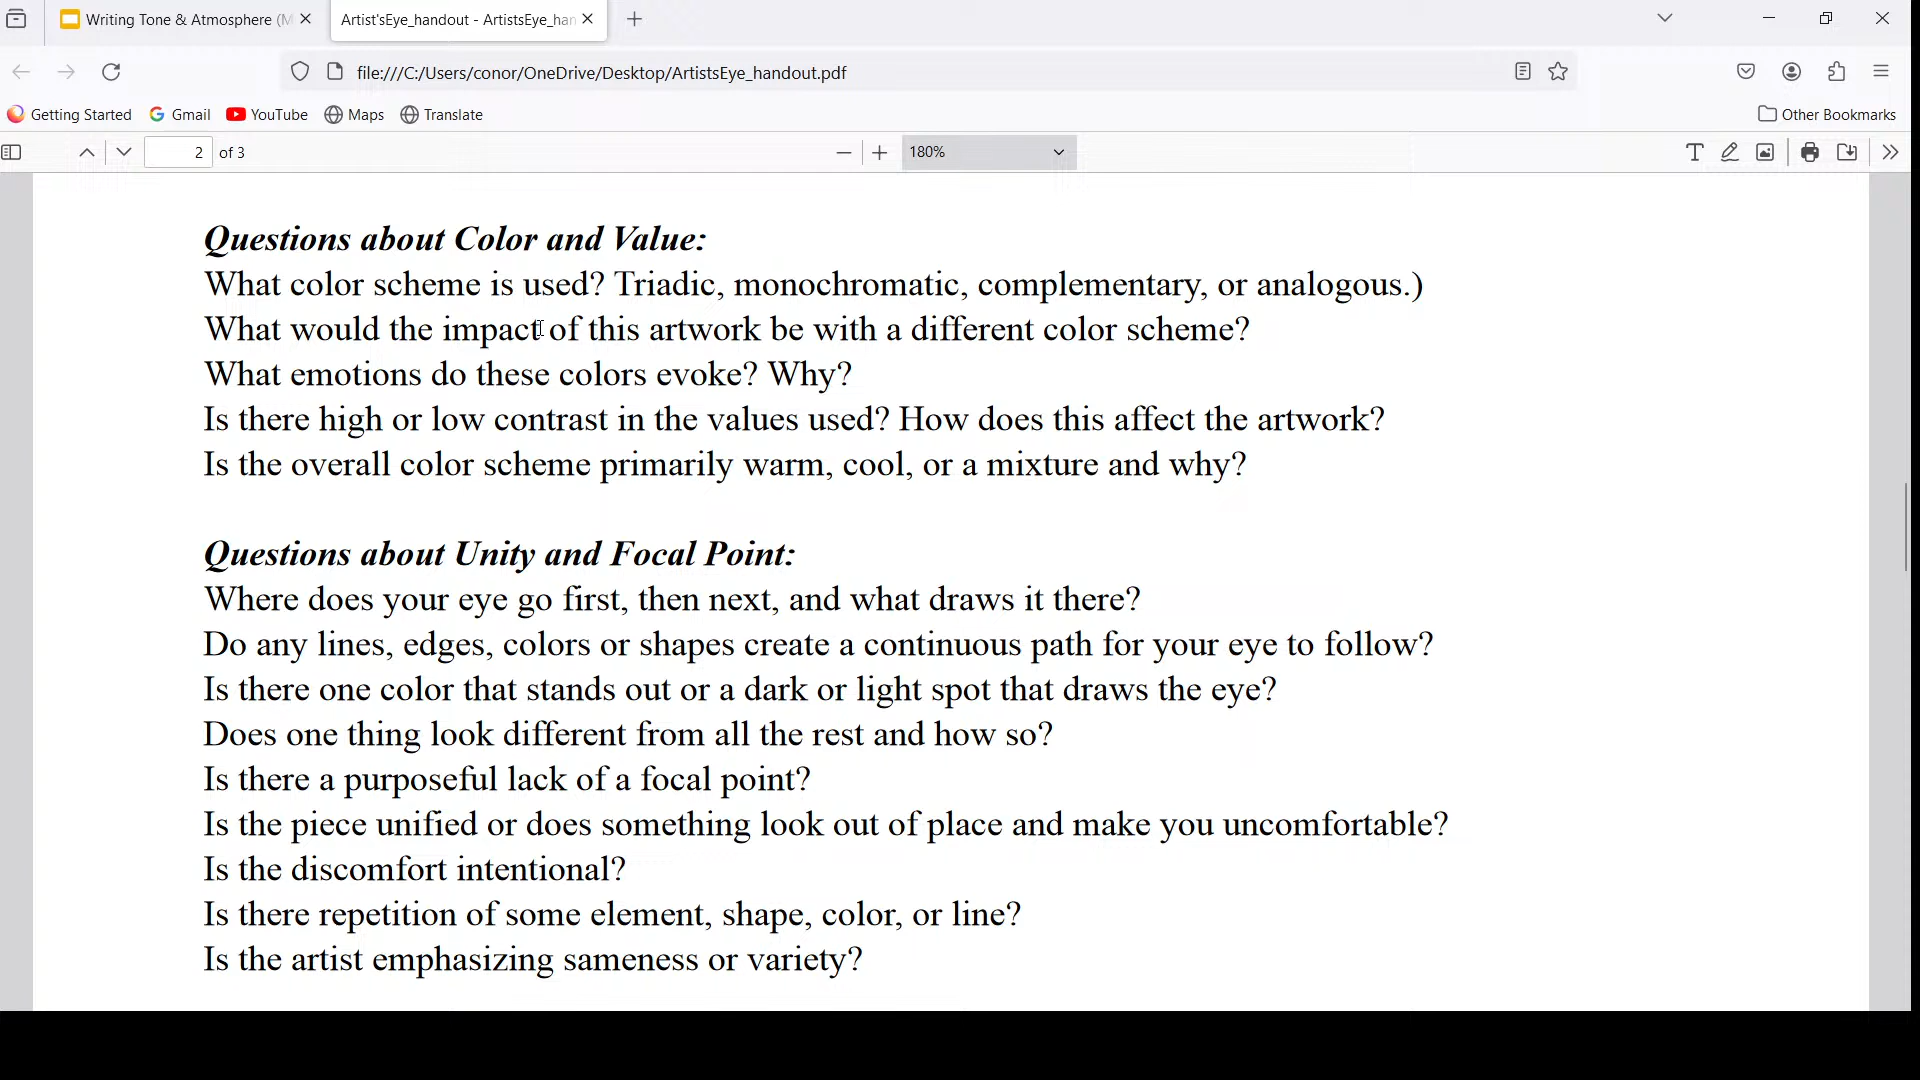 Writing Tone & Atmosphere (M
Artist'sEye_handout - ArtistsEye_han
file:///C:/Users/conor/OneDrive/Desktop/ArtistsEye_handout.pdf
Getting Started
Gmail
YouTube
Maps
Translate
Other Bookmarks
2 of 3
180%
Questions about Color and Value:
What color scheme is used? Triadic, monochromatic, complementary, or analogous.)
What would the impact of this artwork be with a different color scheme?
What emotions do these colors evoke? Why?
Is there high or low contrast in the values used? How does this affect the artwork?
Is the overall color scheme primarily warm, cool, or a mixture and why?
Questions about Unity and Focal Point:
Where does your eye go first, then next, and what draws it there?
Do any lines, edges, colors or shapes create a continuous path for your eye to follow?
Is there one color that stands out or a dark or light spot that draws the eye?
Does one thing look different from all the rest and how so?
Is there a purposeful lack of a focal point?
Is the piece unified or does something look out of place and make you uncomfortable?
Is the discomfort intentional?
Is there repetition of some element, shape, color, or line?
Is the artist emphasizing sameness or variety?